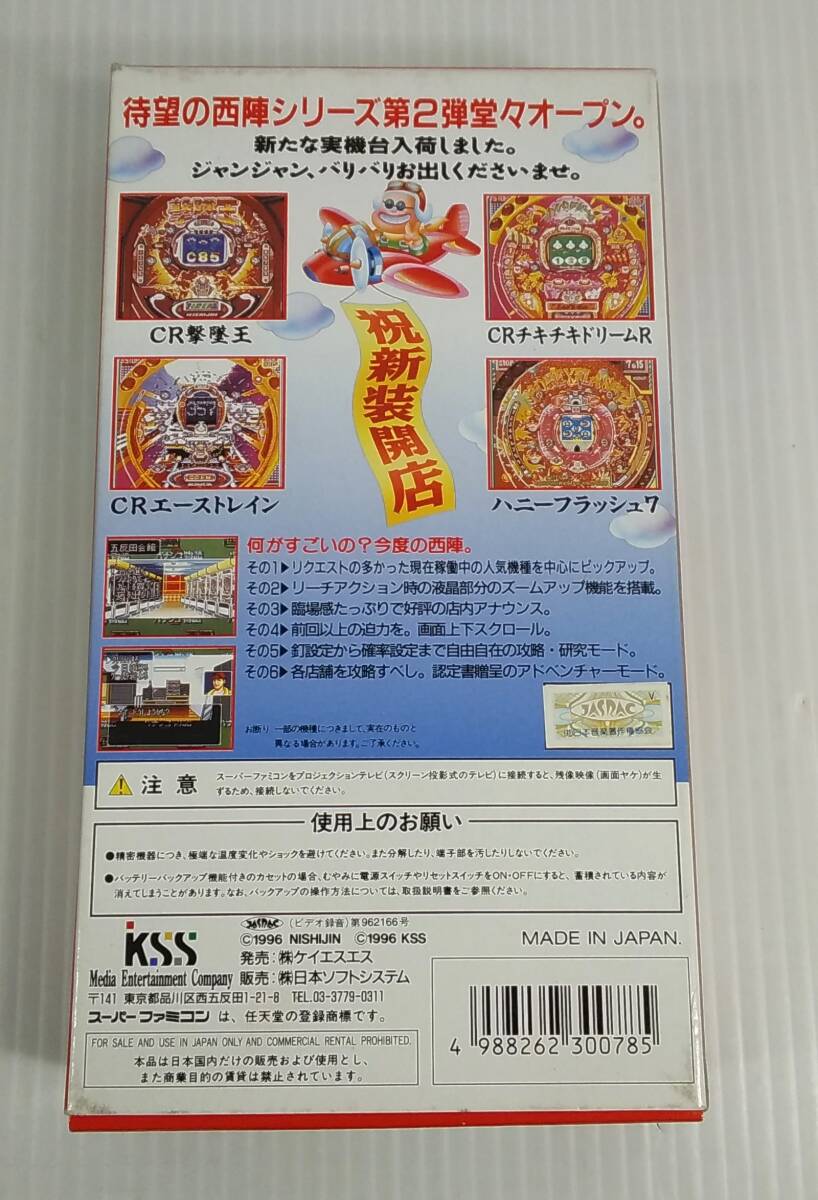 待望の西陣シリーズ第2弾堂々オープン。
新たな実機台入荷しました。
ジャンジャン、バリバリお出しくださいませ。
CR撃墜王
CRチキチキドリームR
祝新装開店
CRエーストレイン
ハニーフラッシュ7
五反田会館
何がすごいの?今度の西陣。
その1▶リクエストの多かった現在稼働中の人気機種を中心にピックアップ。
その2▶リーチアクション時の液晶部分のズームアップ機能を搭載。
その3▶臨場感たっぷりで好評の店内アナウンス。
その4▶前回以上の迫力を。画面上下スクロール。
その5▶釘設定から確率設定まで自由自在の攻略・研究モード。
その6▶各店舗を攻略すべし。認定書贈呈のアドベンチャーモード。
お断り 一部の機種につきまして、実在のものと
異なる場合があります。ご了承ください。
JASRAC
V
注意
スーパーファミコンをプロジェクションテレビ(スクリーン投影式のテレビ)に接続すると、残像映像(画面ヤケ)が生
ずるため、接続しないでください。
使用上のお願い
●精密機器につき、極端な温度変化やショックを避けてください。また分解したり、端子部を汚したりしないでください。
●バッテリーバックアップ機能付きのカセットの場合、むやみに電源スイッチやリセットスイッチをON・OFFにすると、蓄積されている内容が
消えてしまうことがあります。なお、バックアップの操作方法については、取扱説明書をご参照ください。
KSS
Media Entertainment Company
JASRAC (ビデオ録音)第962166号
©1996 NISHIJIN ©1996 KSS
発売:㈱ケイエスエス
販売:㈱日本ソフトシステム
MADE IN JAPAN.
〒141 東京都品川区西五反田1-21-8 TEL.03-3779-0311
スーパーファミコンは、任天堂の登録商標です。
FOR SALE AND USE IN JAPAN ONLY AND COMMERCIAL RENTAL PROHIBITED.
本品は日本国内だけの販売および使用とし、
また商業目的の賃貸は禁止されています。
4 988262 300785